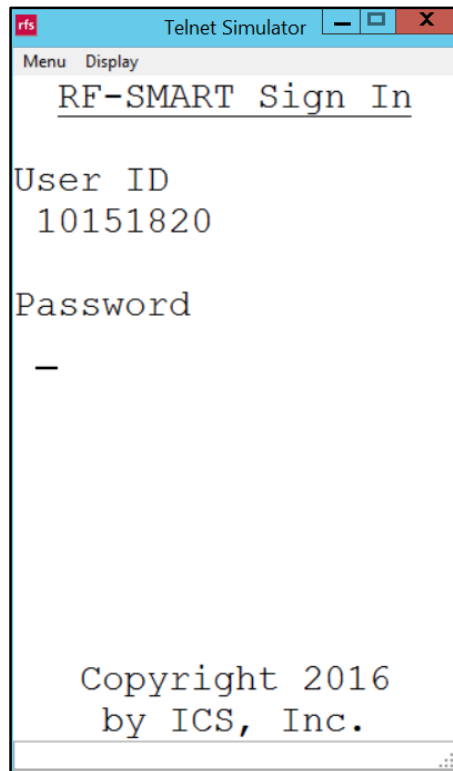 rfs
Telnet Simulator
Menu Display
RF-SMART Sign In
User ID
10151820
Password
_
Copyright 2016
by ICS, Inc.